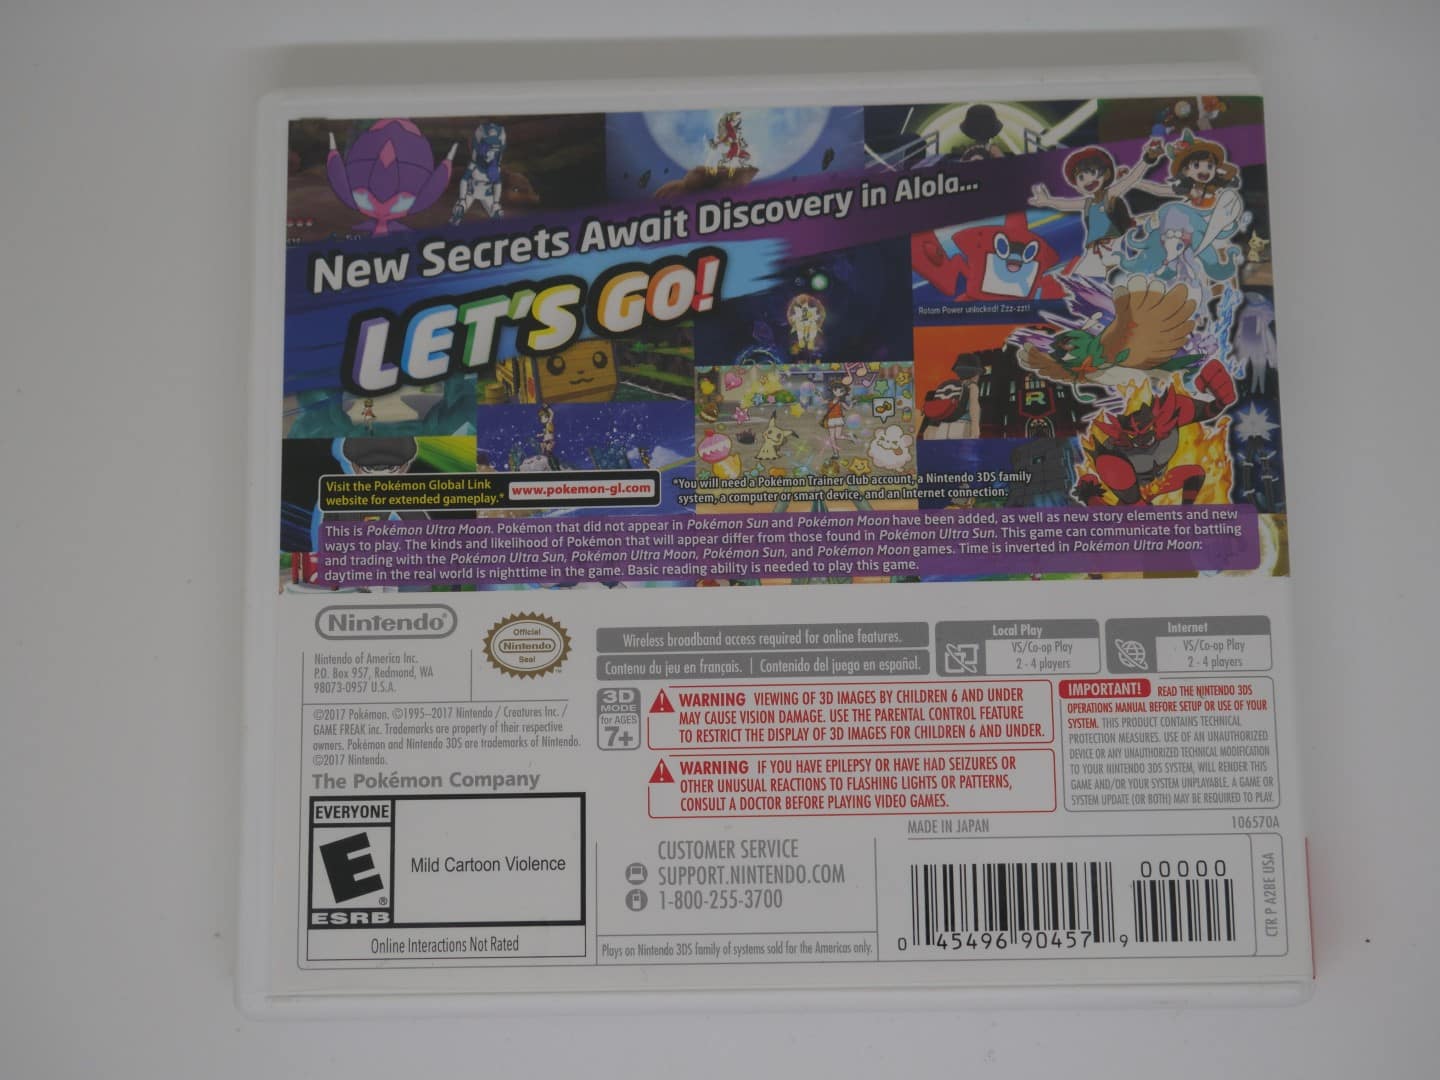 New Secrets Await Discovery in Alola...
LET'S GO!
Rotom Power unlocked! Zzz-zzt!
R
Visit the Pokémon Global Link
website for extended gameplay.*
www.pokemon-gl.com
*You will need a Pokémon Trainer Club account, a Nintendo 3DS family
system, a computer or smart device, and an Internet connection.
This is Pokémon Ultra Moon. Pokémon that did not appear in Pokémon Sun and Pokémon Moon have been added, as well as new story elements and new
ways to play. The kinds and likelihood of Pokémon that will appear differ from those found in Pokémon Ultra Sun. This game can communicate for battling
and trading with the Pokémon Ultra Sun, Pokémon Ultra Moon, Pokémon Sun, and Pokémon Moon games. Time is inverted in Pokémon Ultra Moon:
daytime in the real world is nighttime in the game. Basic reading ability is needed to play this game.
Nintendo®
Official
Nintendo
Seal
Nintendo of America Inc.
P.O. Box 957, Redmond, WA
98073-0957 U.S.A.
©2017 Pokémon. ©1995–2017 Nintendo / Creatures Inc. /
GAME FREAK inc. Trademarks are property of their respective
owners. Pokémon and Nintendo 3DS are trademarks of Nintendo.
©2017 Nintendo.
The Pokémon Company
EVERYONE
E
®
ESRB
Mild Cartoon Violence
Online Interactions Not Rated
Wireless broadband access required for online features.
Contenu du jeu en français. | Contenido del juego en español.
Local Play
VS/Co-op Play
2 - 4 players
Internet
VS/Co-op Play
2 - 4 players
3D
MODE
for AGES
7+
WARNING VIEWING OF 3D IMAGES BY CHILDREN 6 AND UNDER
MAY CAUSE VISION DAMAGE. USE THE PARENTAL CONTROL FEATURE
TO RESTRICT THE DISPLAY OF 3D IMAGES FOR CHILDREN 6 AND UNDER.
WARNING IF YOU HAVE EPILEPSY OR HAVE HAD SEIZURES OR
OTHER UNUSUAL REACTIONS TO FLASHING LIGHTS OR PATTERNS,
CONSULT A DOCTOR BEFORE PLAYING VIDEO GAMES.
IMPORTANT! READ THE NINTENDO 3DS
OPERATIONS MANUAL BEFORE SETUP OR USE OF YOUR
SYSTEM. THIS PRODUCT CONTAINS TECHNICAL
PROTECTION MEASURES. USE OF AN UNAUTHORIZED
DEVICE OR ANY UNAUTHORIZED TECHNICAL MODIFICATION
TO YOUR NINTENDO 3DS SYSTEM, WILL RENDER THIS
GAME AND/OR YOUR SYSTEM UNPLAYABLE. A GAME OR
SYSTEM UPDATE (OR BOTH) MAY BE REQUIRED TO PLAY.
CUSTOMER SERVICE
SUPPORT.NINTENDO.COM
1-800-255-3700
Plays on Nintendo 3DS family of systems sold for the Americas only.
MADE IN JAPAN
106570A
00000
0 45496 90457 9
CTR P A2BE USA